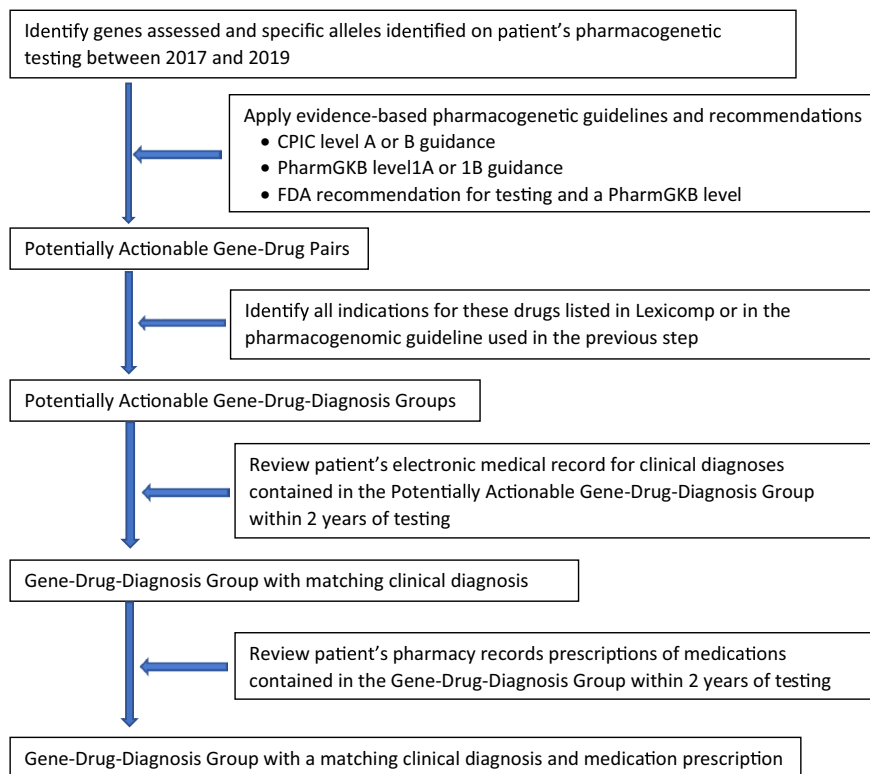 Identify genes assessed and specific alleles identified on patient's pharmacogenetic
testing between 2017 and 2019
Apply evidence-based pharmacogenetic guidelines and recommendations
• CPIC level A or B guidance
• PharmGKB level1A or 1B guidance
• FDA recommendation for testing and a PharmGKB level
Potentially Actionable Gene-Drug Pairs
Identify all indications for these drugs listed in Lexicomp or in the
pharmacogenomic guideline used in the previous step
Potentially Actionable Gene-Drug-Diagnosis Groups
Review patient's electronic medical record for clinical diagnoses
contained in the Potentially Actionable Gene-Drug-Diagnosis Group
within 2 years of testing
Gene-Drug-Diagnosis Group with matching clinical diagnosis
Review patient's pharmacy records prescriptions of medications
contained in the Gene-Drug-Diagnosis Group within 2 years of testing
Gene-Drug-Diagnosis Group with a matching clinical diagnosis and medication prescription